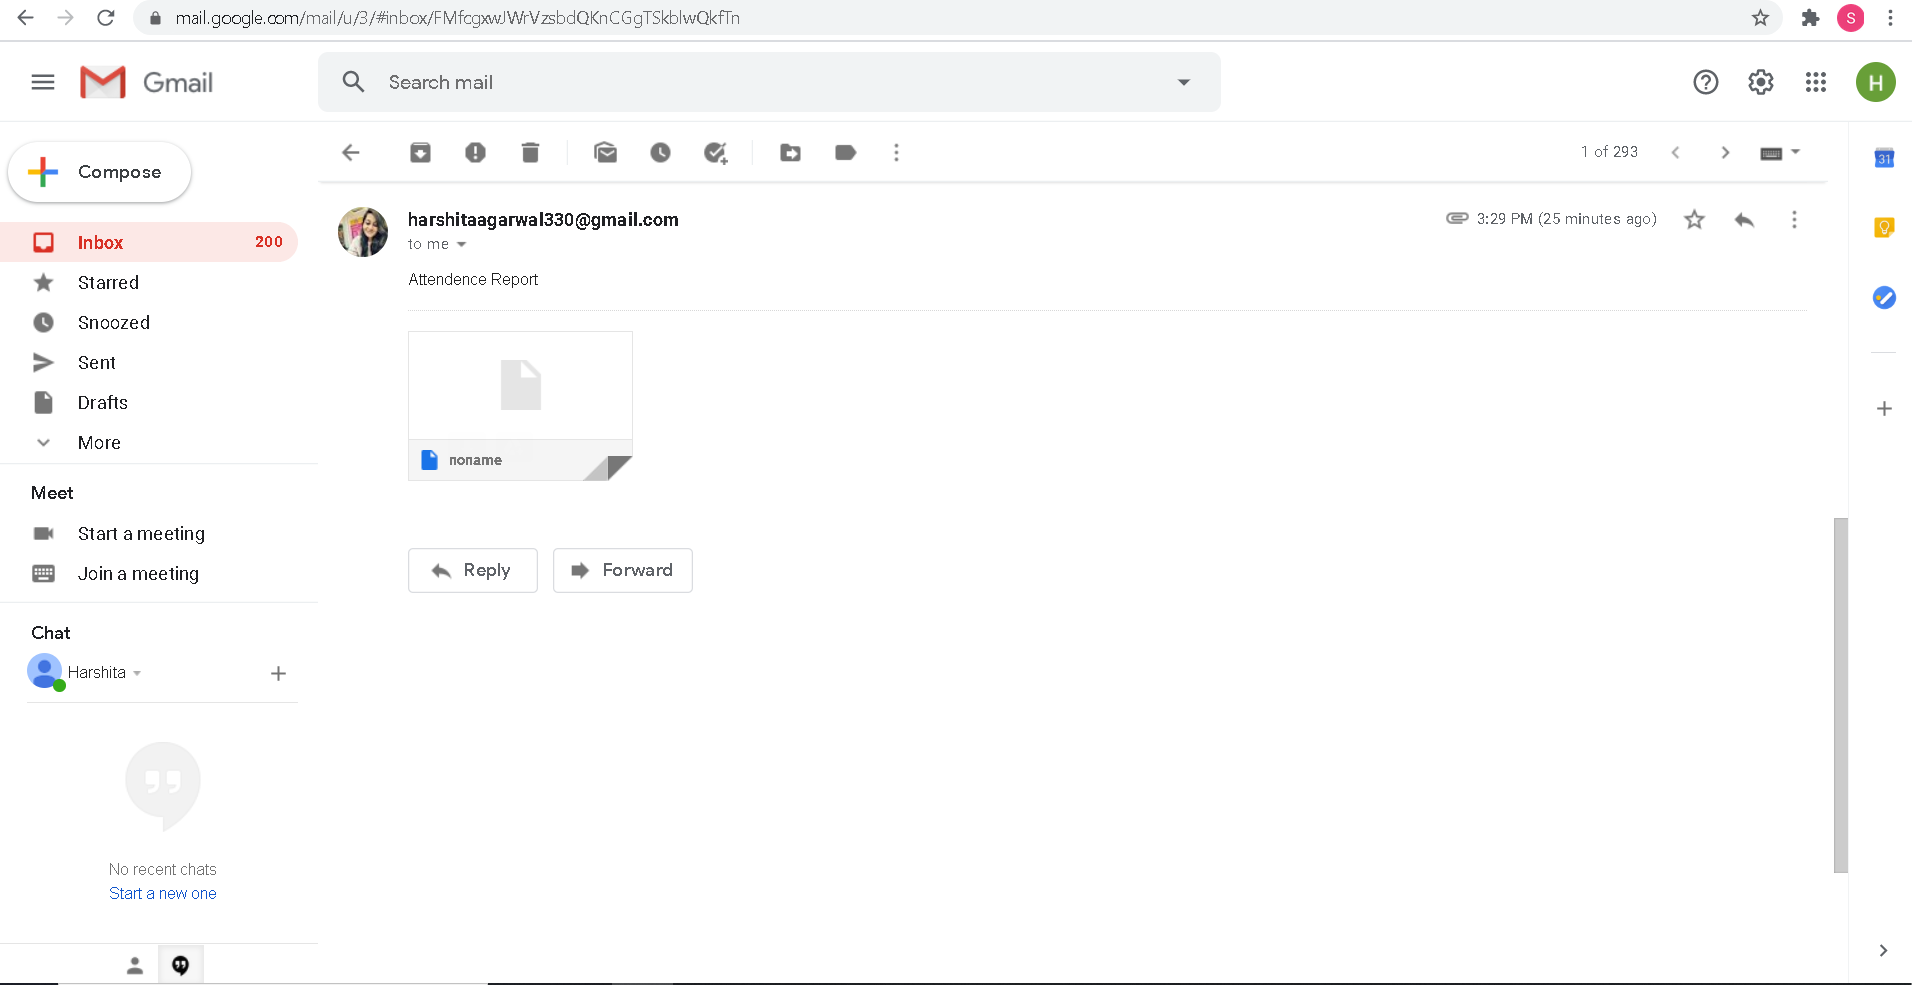 mail.google.com/mail/u/3/#inbox/FMfcgxwJWrVzsbdQKnCGgTSkblwQkfTn
S
Gmail
Search mail
H
Compose
1 of 293
31
Inbox 200
Starred
Snoozed
Sent
Drafts
More
harshitaagarwal330@gmail.com
3:29 PM (25 minutes ago)
to me
Attendence Report
noname
Reply
Forward
Meet
Start a meeting
Join a meeting
Chat
Harshita
No recent chats
Start a new one